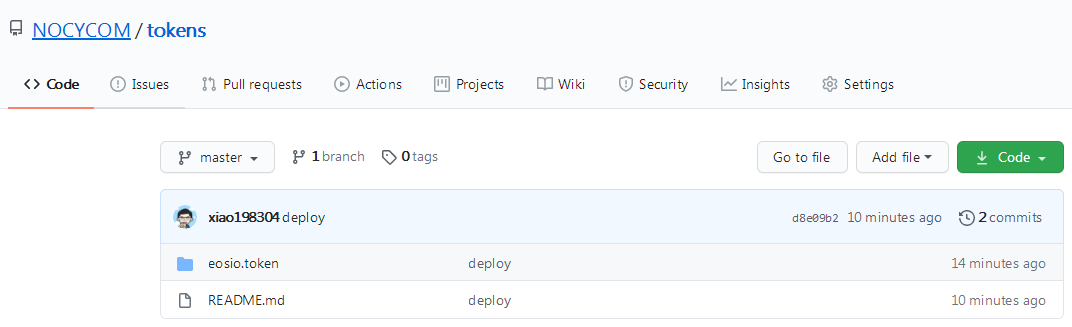 NOCYCOM / tokens
Code Issues Pull requests Actions Projects Wiki Security Insights Settings
master 1 branch 0 tags Go to file Add file Code
xiao198304 deploy d8e09b2 10 minutes ago 2 commits
eosio.token deploy 14 minutes ago
README.md deploy 10 minutes ago